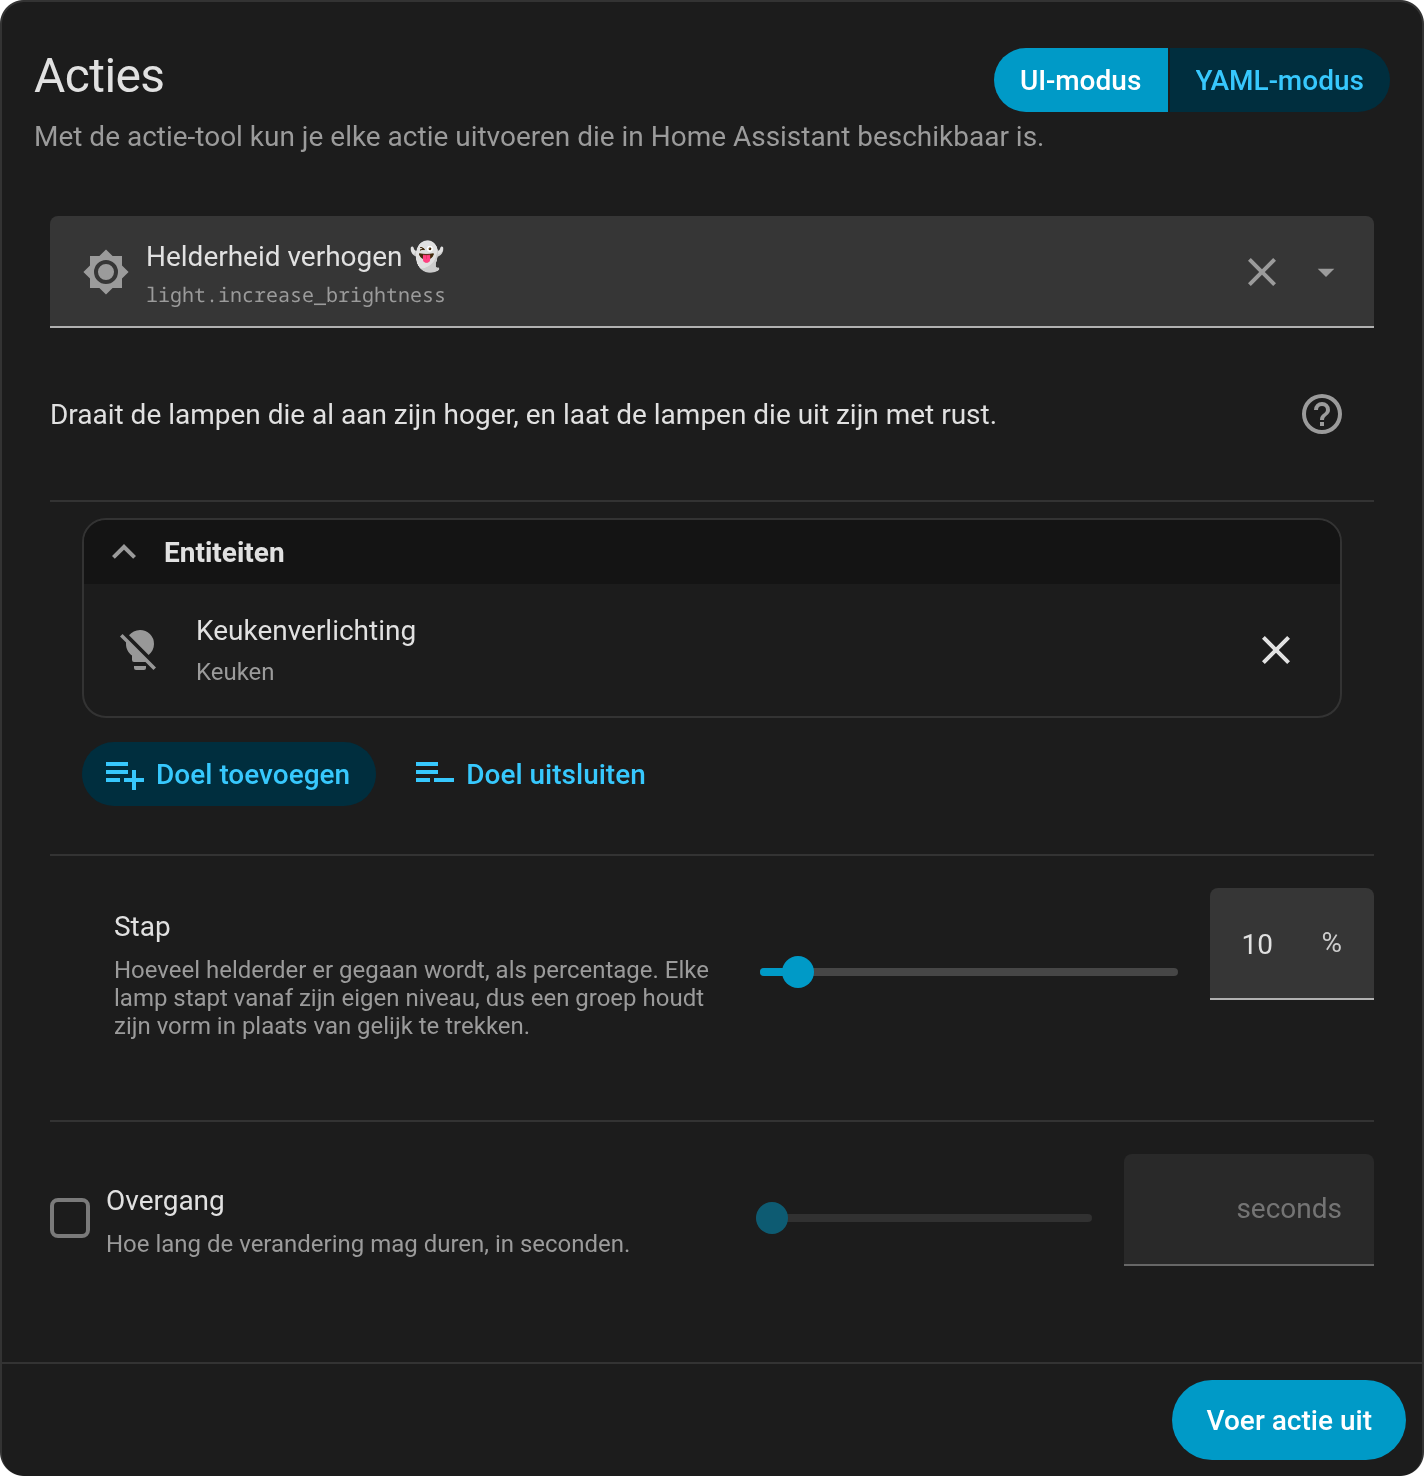 Acties
UI-modus
YAML-modus
Met de actie-tool kun je elke actie uitvoeren die in Home Assistant beschikbaar is.
Helderheid verhogen 👻
light.increase_brightness
Draait de lampen die al aan zijn hoger, en laat de lampen die uit zijn met rust.
Entiteiten
Keukenverlichting
Keuken
Doel toevoegen
Doel uitsluiten
Stap
Hoeveel helderder er gegaan wordt, als percentage. Elke
lamp stapt vanaf zijn eigen niveau, dus een groep houdt
zijn vorm in plaats van gelijk te trekken.
10 %
Overgang
Hoe lang de verandering mag duren, in seconden.
seconds
Voer actie uit